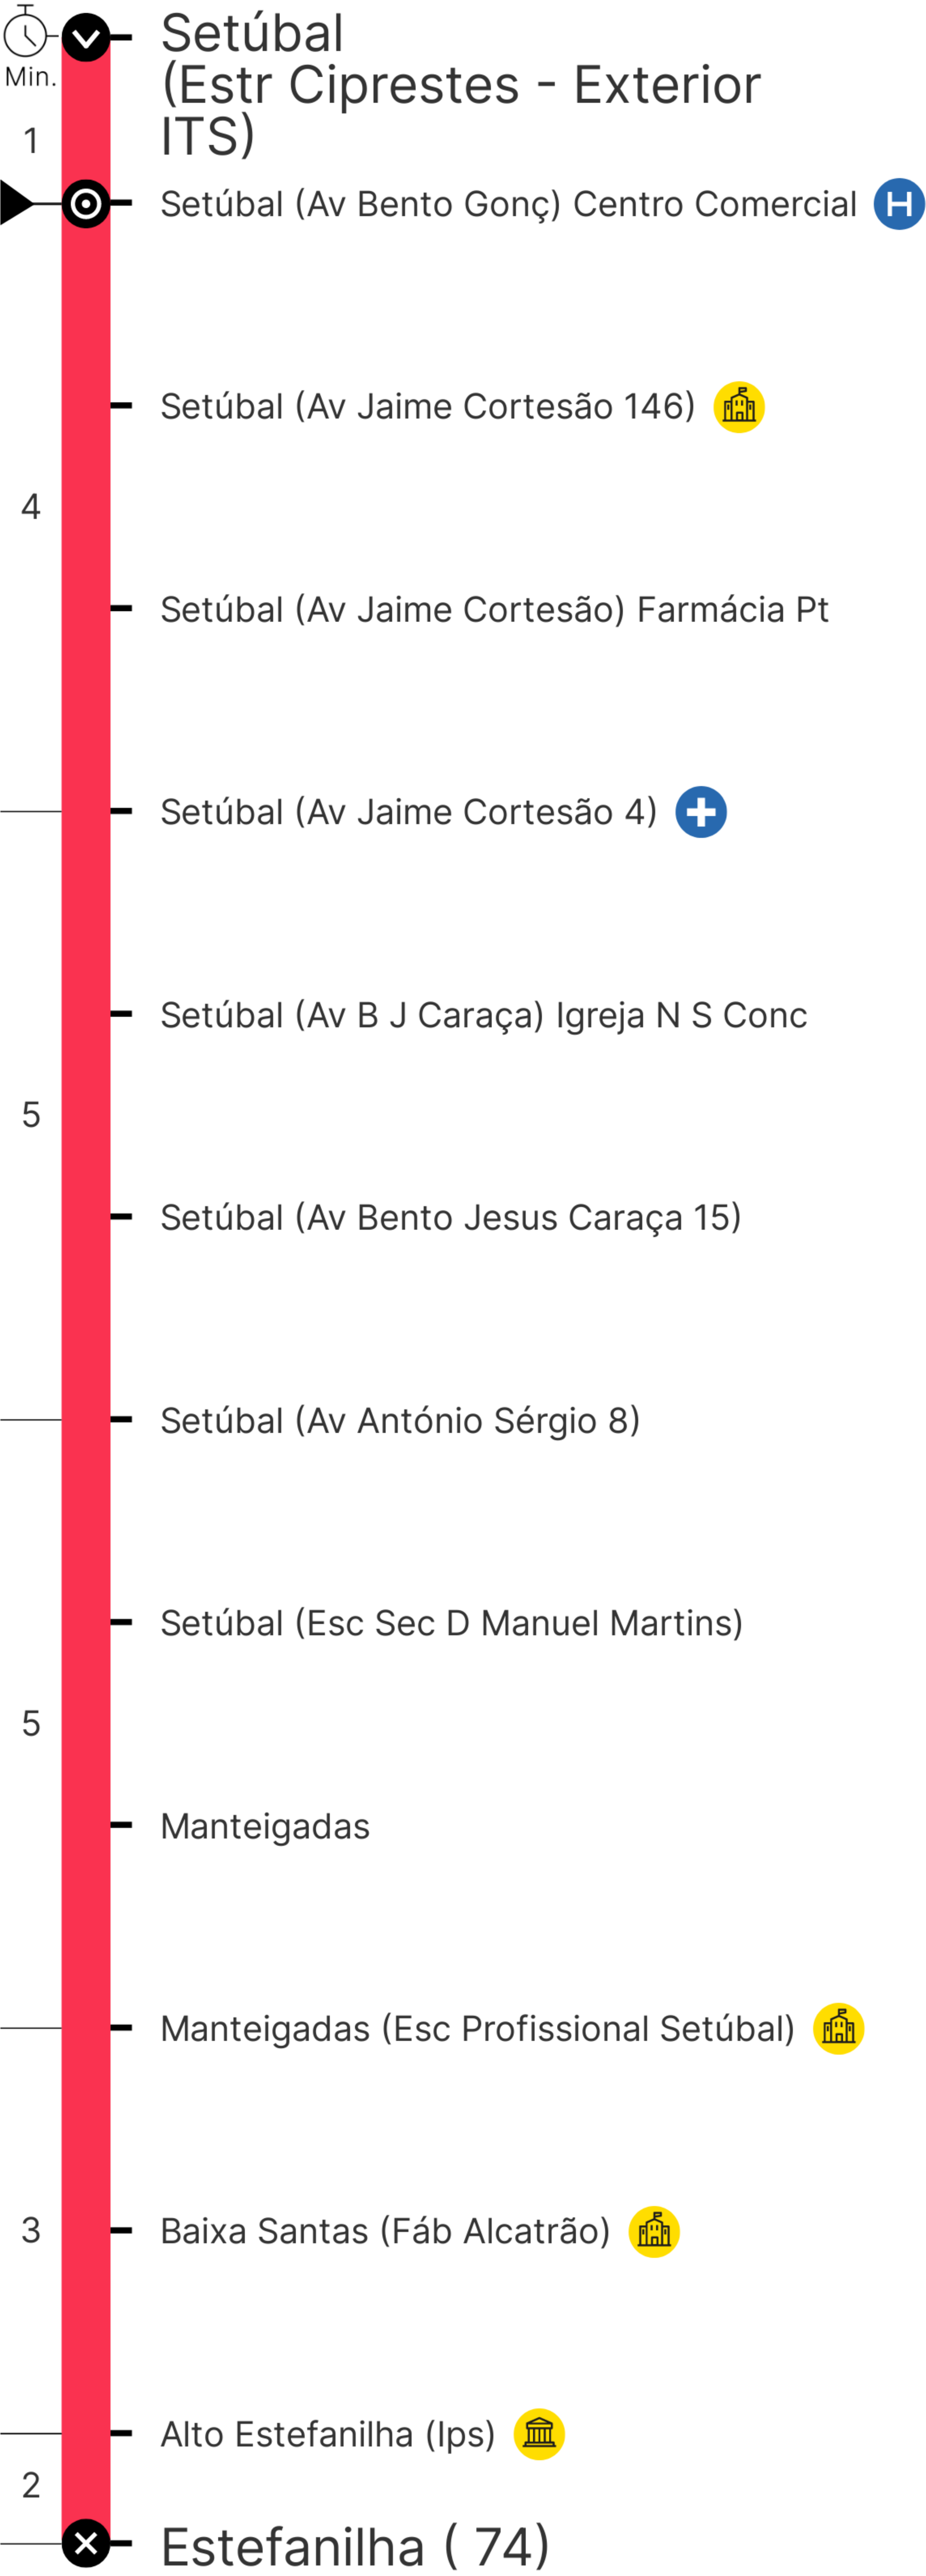 Setúbal
Min.
(Estr Ciprestes - Exterior
ITS)
1
Setúbal (Av Bento Gonç) Centro Comercial H
Setúbal (Av Jaime Cortesão 146)
4
Setúbal (Av Jaime Cortesão) Farmácia Pt
Setúbal (Av Jaime Cortesão 4)
Setúbal (Av B J Caraça) Igreja N S Conc
5
Setúbal (Av Bento Jesus Caraça 15)
Setúbal (Av António Sérgio 8)
Setúbal (Esc Sec D Manuel Martins)
5
Manteigadas
Manteigadas (Esc Profissional Setúbal)
3
Baixa Santas (Fáb Alcatrão)
Alto Estefanilha (Ips)
2
Estefanilha ( 74)